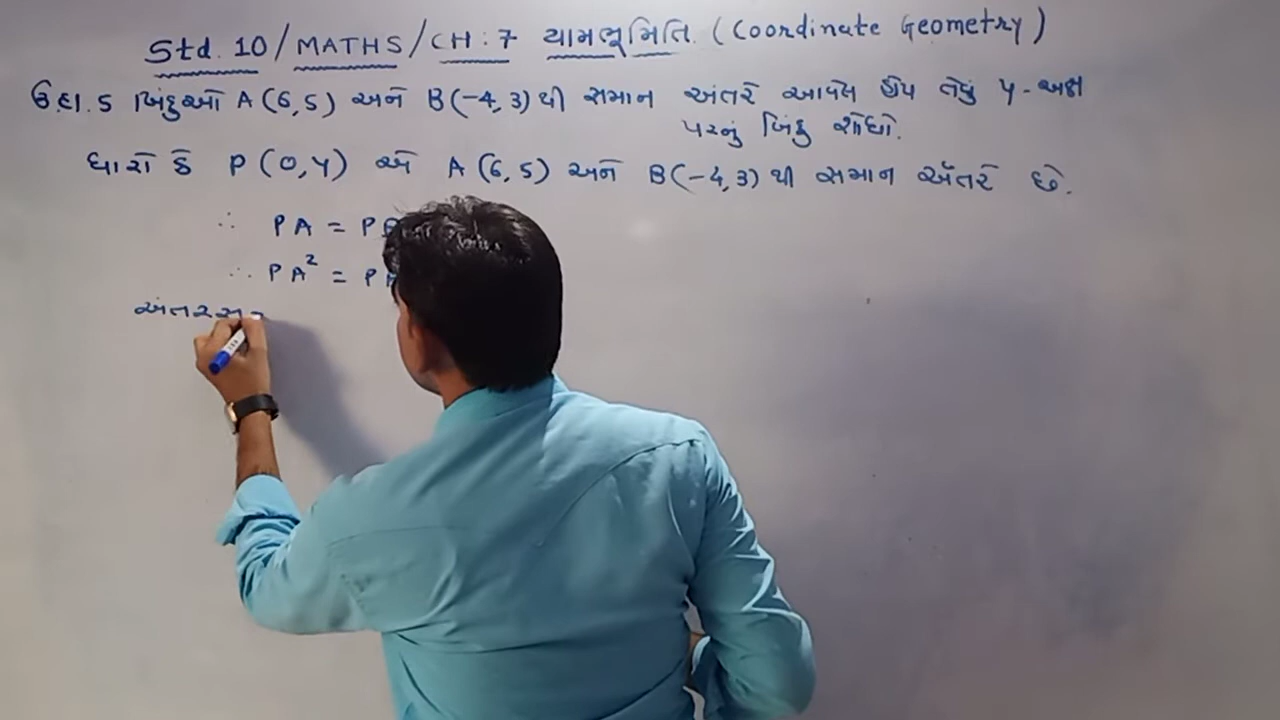 Std. 10/MATHS/CH:7 યામભૂમિતિ (Coordinate Geometry)
ઉદા.5 બિંદુઓ A(6,5) અને B(-4,3) થી સમાન અંતરે આવેલ હોય તેવું y-અક્ષ
પરનું બિંદુ શોધો.
ધારો કે P(0,y) એ A(6,5) અને B(-4,3) થી સમાન અંતરે છે.
∴ PA = P
∴ PA² = P
અંતરસૂ